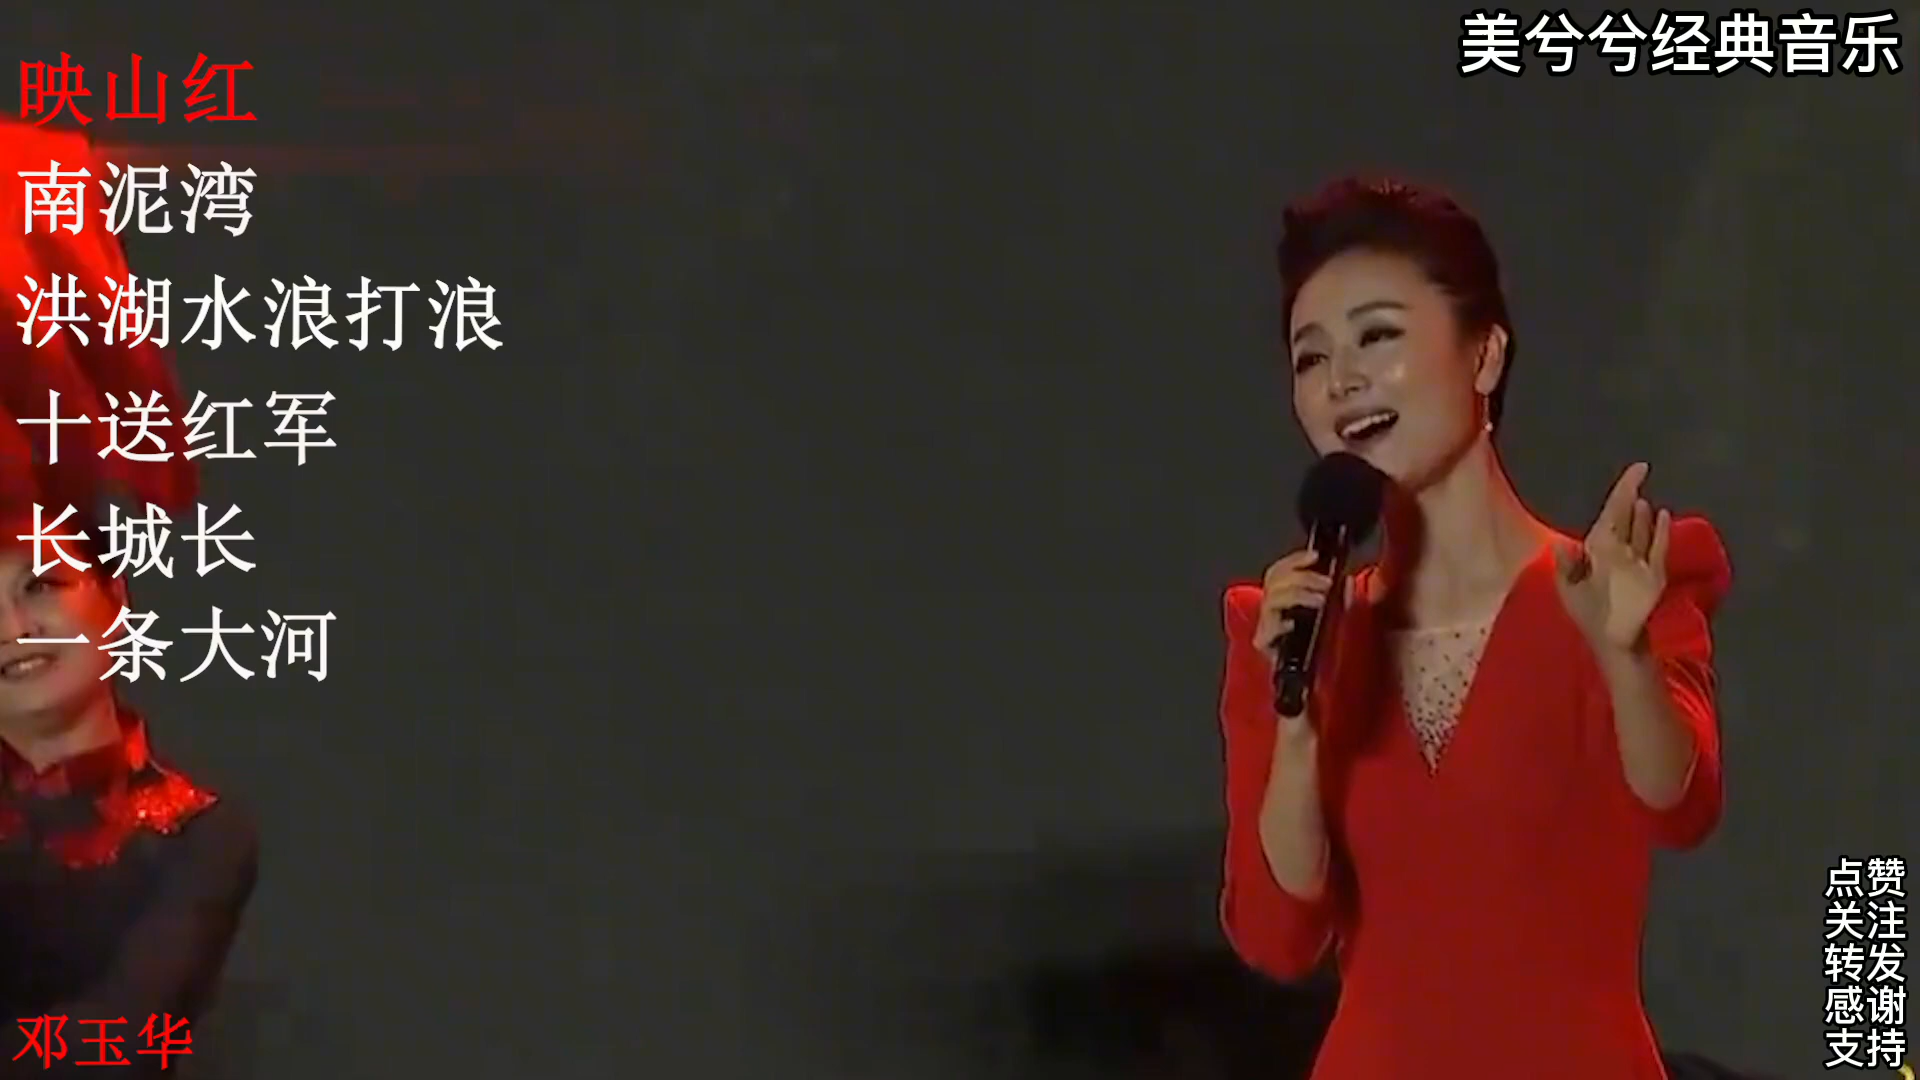 美兮兮经典音乐
映山红
南泥湾
洪湖水浪打浪
十送红军
长城长
一条大河
邓玉华
点赞
关注
转发
感谢
支持